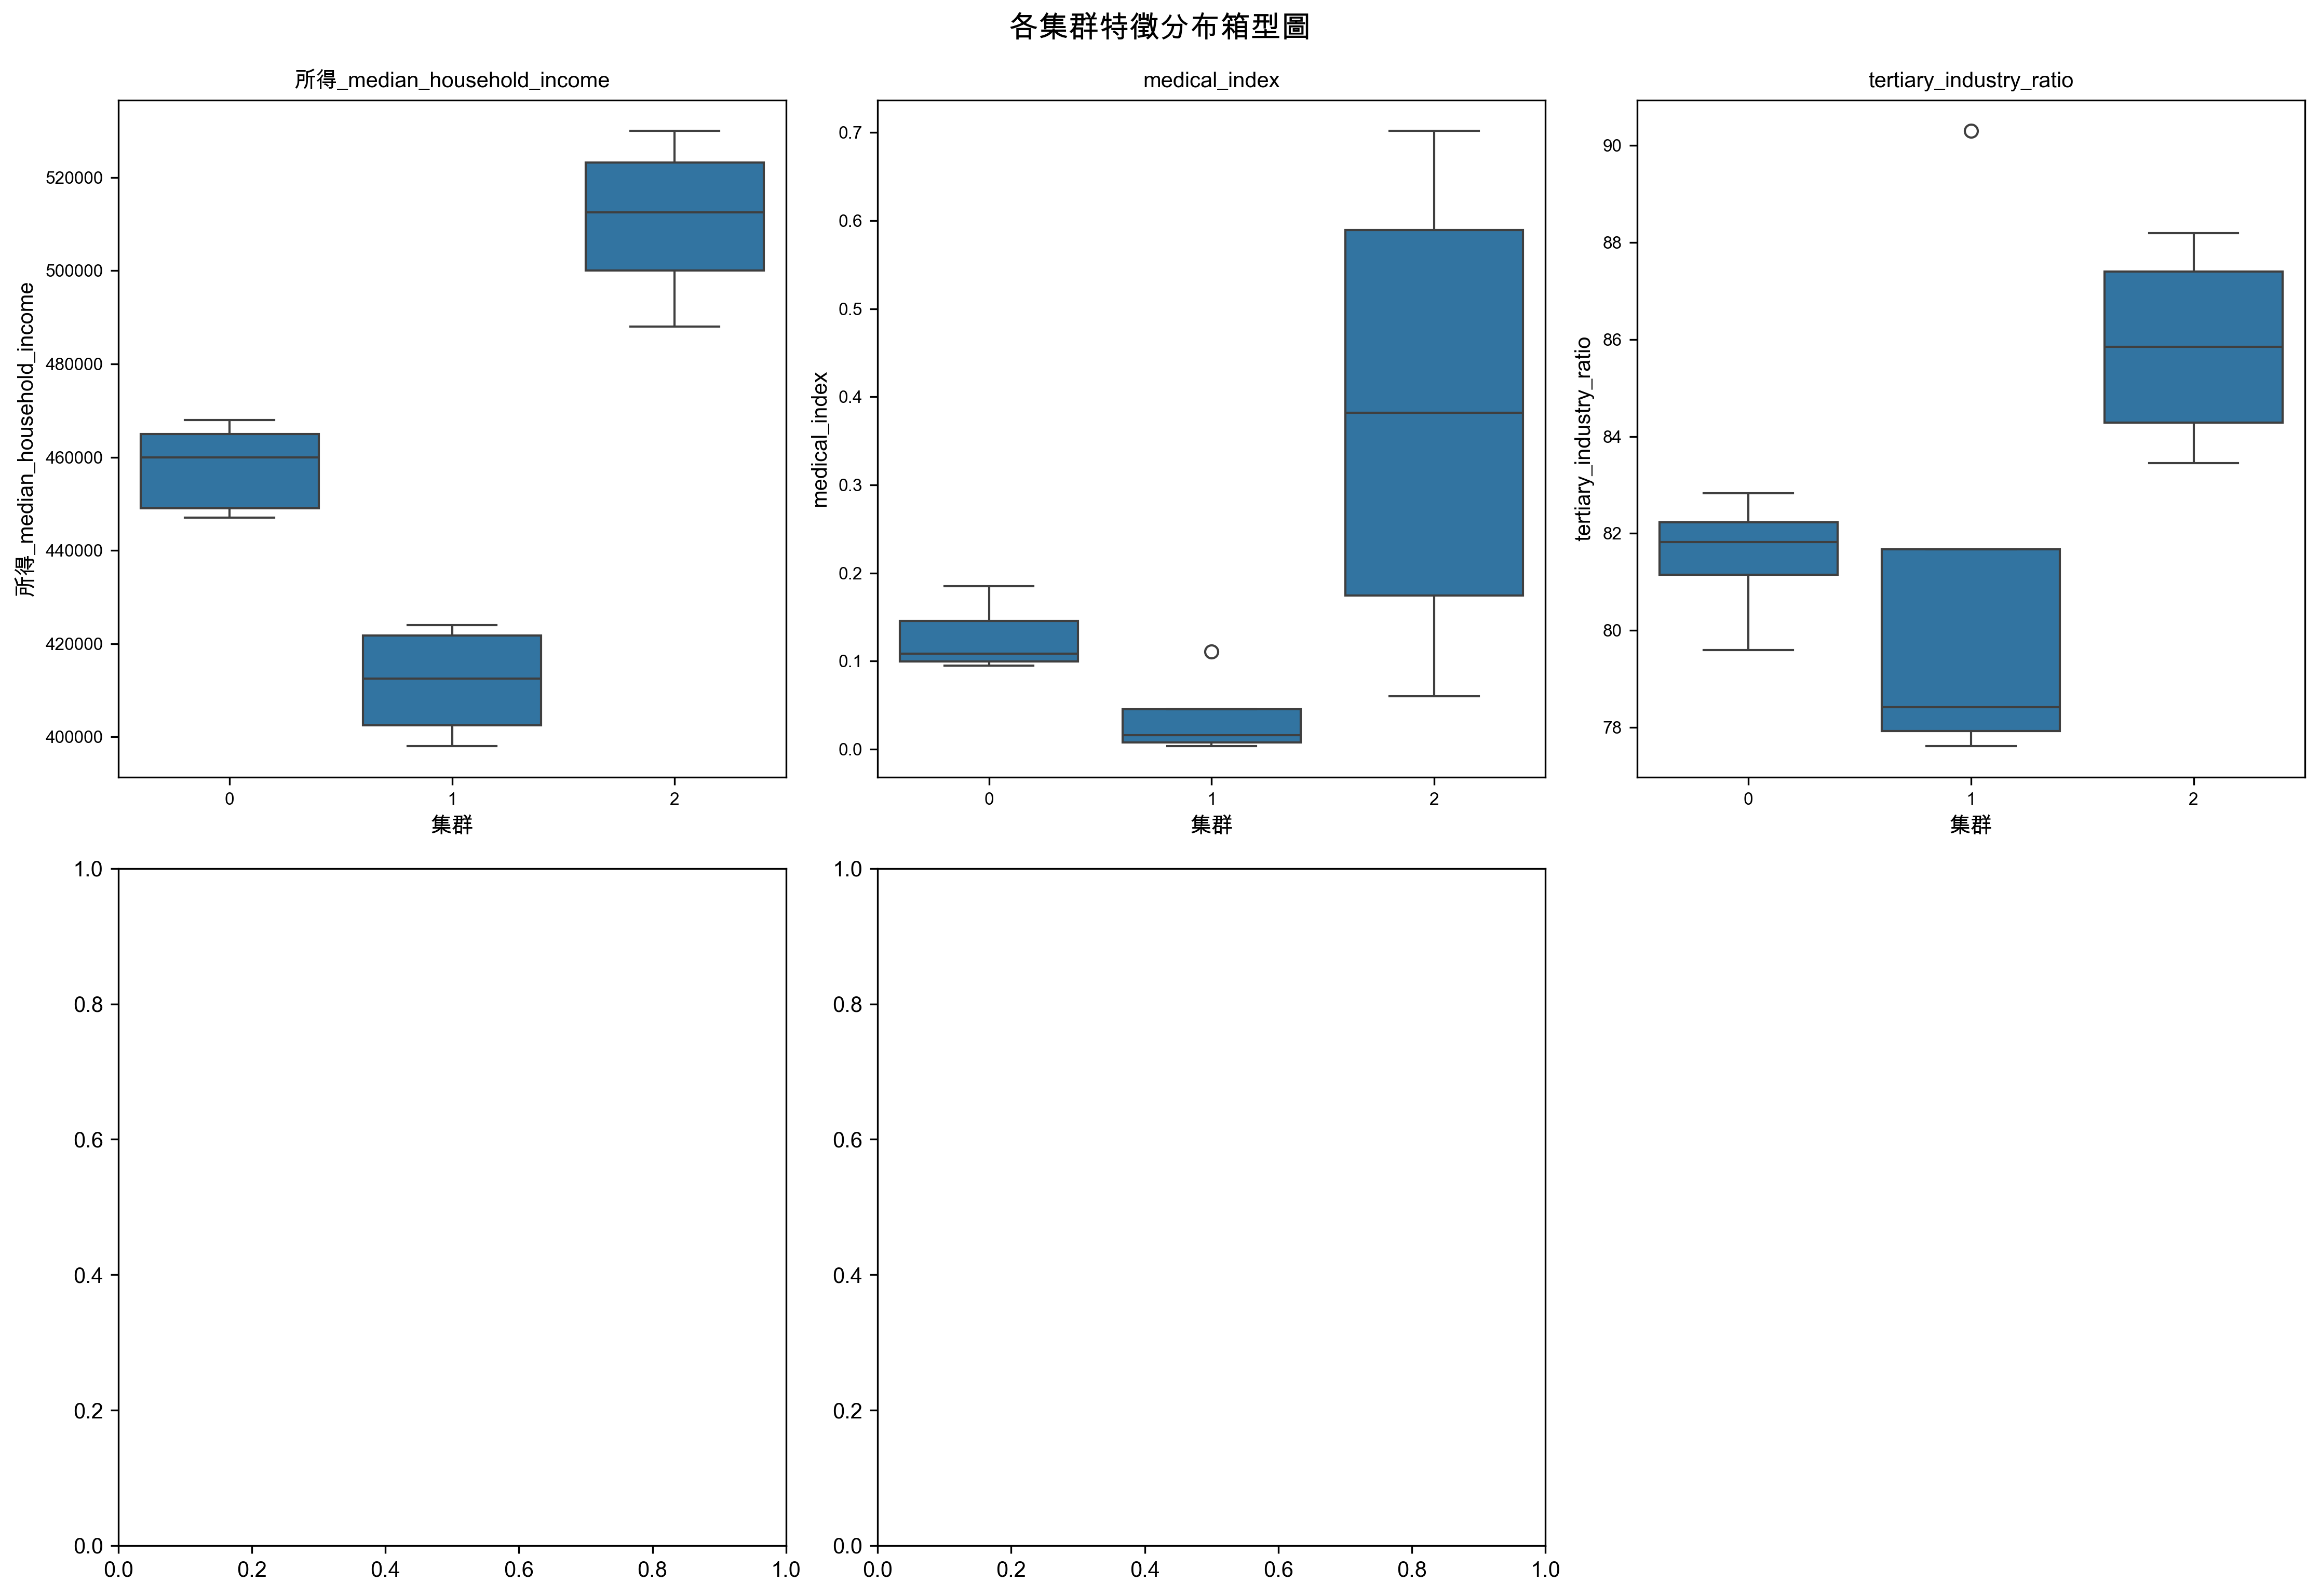 各集群特徵分布箱型圖
所得_median_household_income
所得_median_household_income
520000
500000
480000
460000
440000
420000
400000
0 1 2
集群
medical_index
medical_index
0.7
0.6
0.5
0.4
0.3
0.2
0.1
0.0
0 1 2
集群
tertiary_industry_ratio
tertiary_industry_ratio
90
88
86
84
82
80
78
0 1 2
集群
1.0
0.8
0.6
0.4
0.2
0.0
0.0 0.2 0.4 0.6 0.8 1.0
1.0
0.8
0.6
0.4
0.2
0.0
0.0 0.2 0.4 0.6 0.8 1.0